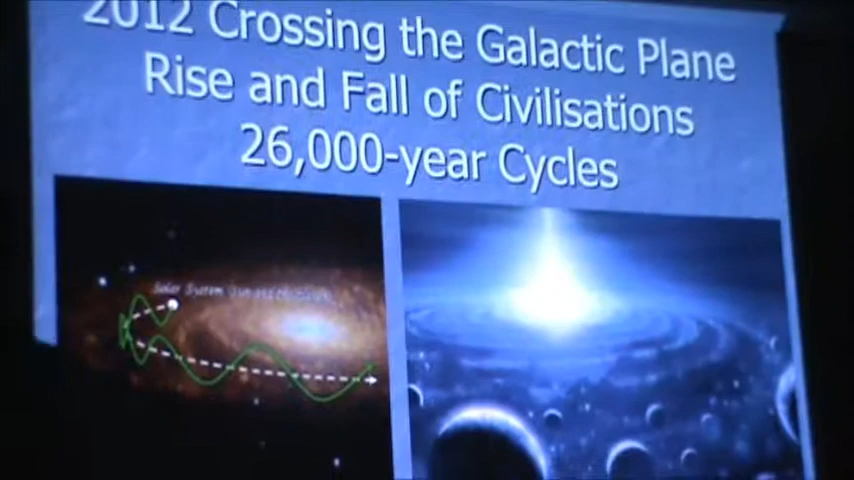 2012 Crossing the Galactic Plane
Rise and Fall of Civilisations
26,000-year Cycles
Solar System